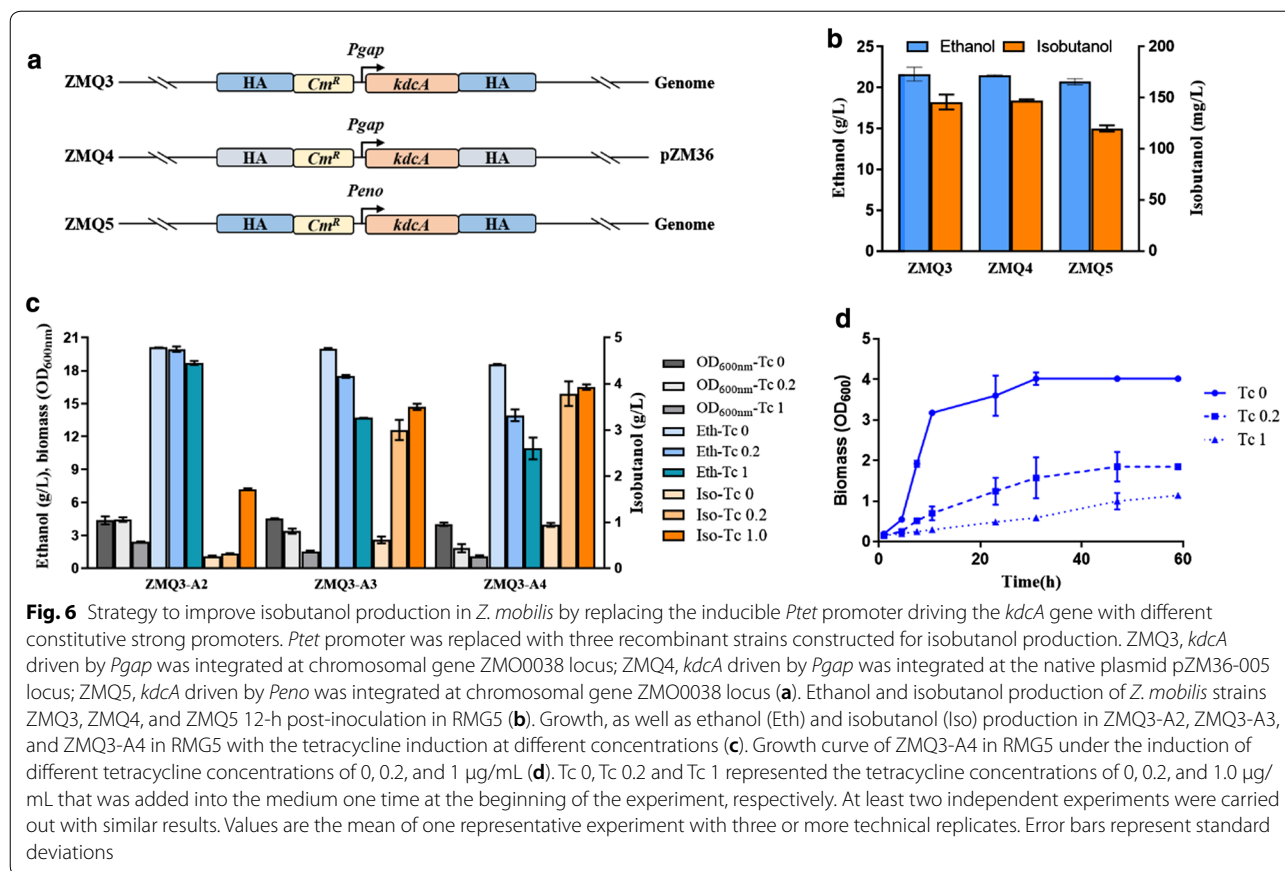 a
Pgap
ZMQ3 HA CmR kdcA HA Genome
Pgap
ZMQ4 HA CmR kdcA HA pZM36
Peno
ZMQ5 HA CmR kdcA HA Genome
b
Ethanol Isobutanol
Ethanol (g/L)
25
20
15
10
5
0
200
150
100
50
0
Isobutanol (mg/L)
ZMQ3 ZMQ4 ZMQ5
c
Ethanol (g/L), biomass (OD600nm)
21
18
15
12
9
6
3
0
5
4
3
2
1
0
Isobutanol (g/L)
ZMQ3-A2 ZMQ3-A3 ZMQ3-A4
OD600nm-Tc 0
OD600nm-Tc 0.2
OD600nm-Tc 1
Eth-Tc 0
Eth-Tc 0.2
Eth-Tc 1
Iso-Tc 0
Iso-Tc 0.2
Iso-Tc 1.0
d
Biomass (OD600)
5
4
3
2
1
0
0 20 40 60
Time(h)
Tc 0
Tc 0.2
Tc 1
Fig. 6 Strategy to improve isobutanol production in Z. mobilis by replacing the inducible Ptet promoter driving the kdcA gene with different
constitutive strong promoters. Ptet promoter was replaced with three recombinant strains constructed for isobutanol production. ZMQ3, kdcA
driven by Pgap was integrated at chromosomal gene ZMO0038 locus; ZMQ4, kdcA driven by Pgap was integrated at the native plasmid pZM36-005
locus; ZMQ5, kdcA driven by Peno was integrated at chromosomal gene ZMO0038 locus (a). Ethanol and isobutanol production of Z. mobilis strains
ZMQ3, ZMQ4, and ZMQ5 12-h post-inoculation in RMG5 (b). Growth, as well as ethanol (Eth) and isobutanol (Iso) production in ZMQ3-A2, ZMQ3-A3,
and ZMQ3-A4 in RMG5 with the tetracycline induction at different concentrations (c). Growth curve of ZMQ3-A4 in RMG5 under the induction of
different tetracycline concentrations of 0, 0.2, and 1 μg/mL (d). Tc 0, Tc 0.2 and Tc 1 represented the tetracycline concentrations of 0, 0.2, and 1.0 μg/
mL that was added into the medium one time at the beginning of the experiment, respectively. At least two independent experiments were carried
out with similar results. Values are the mean of one representative experiment with three or more technical replicates. Error bars represent standard
deviations